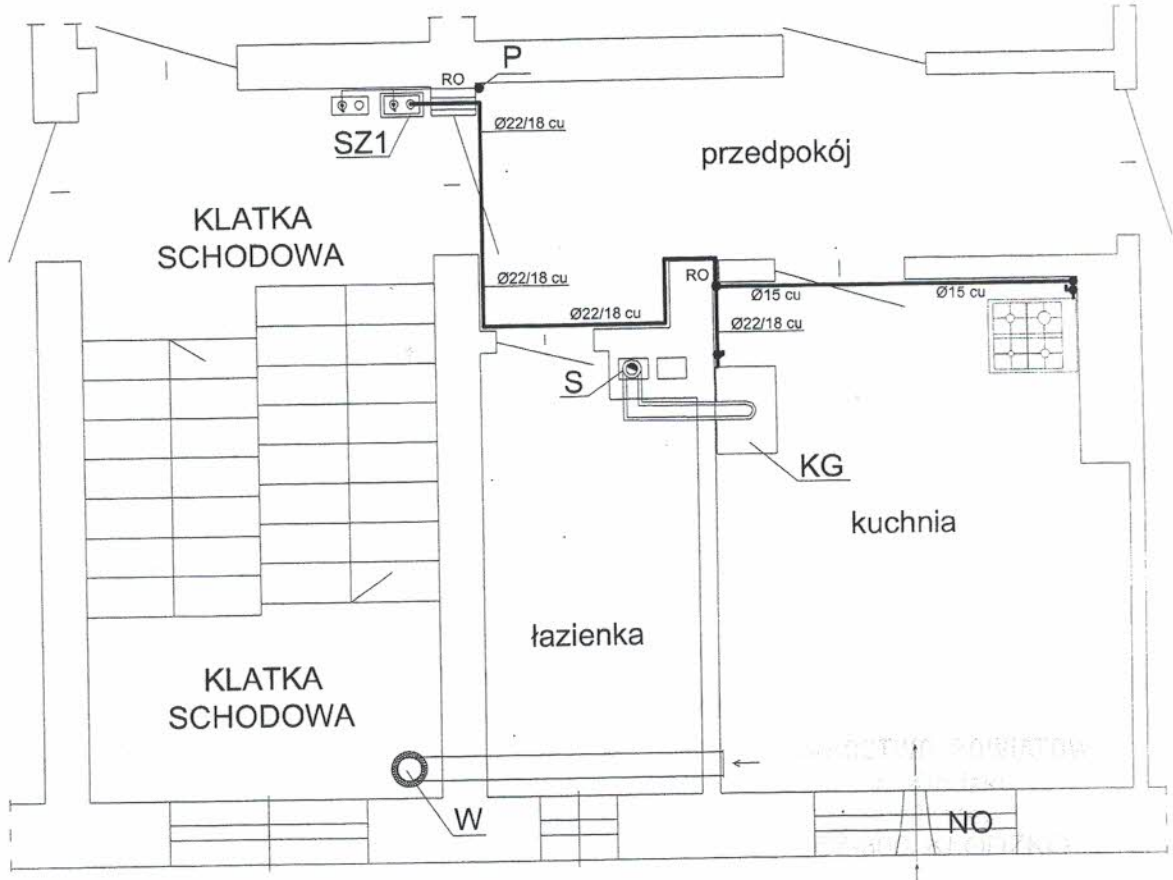 P
RO
Ø22/18 cu
SZ1
przedpokój
KLATKA
SCHODOWA
RO
Ø22/18 cu
Ø15 cu
Ø15 cu
Ø22/18 cu
Ø22/18 cu
S
KG
kuchnia
łazienka
KLATKA
SCHODOWA
W
NO